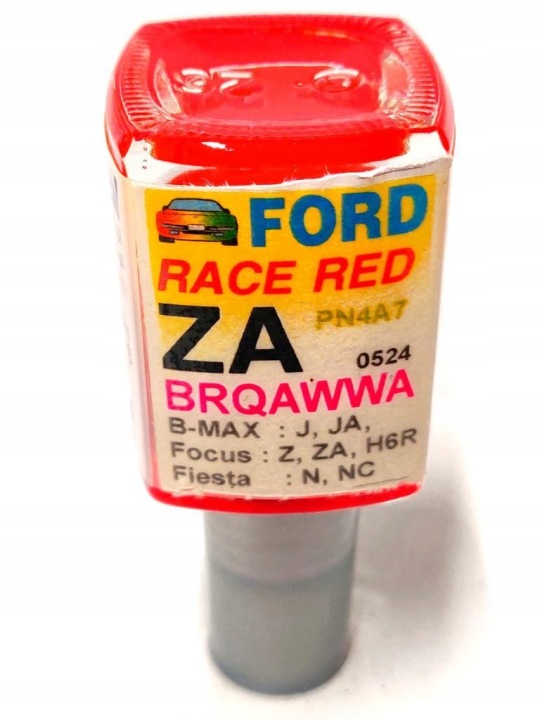 FORD
RACE RED
ZA PN4A7
0524
BRQAWWA
B-MAX : J, JA,
Focus : Z, ZA, H6R
Fiesta : N, NC